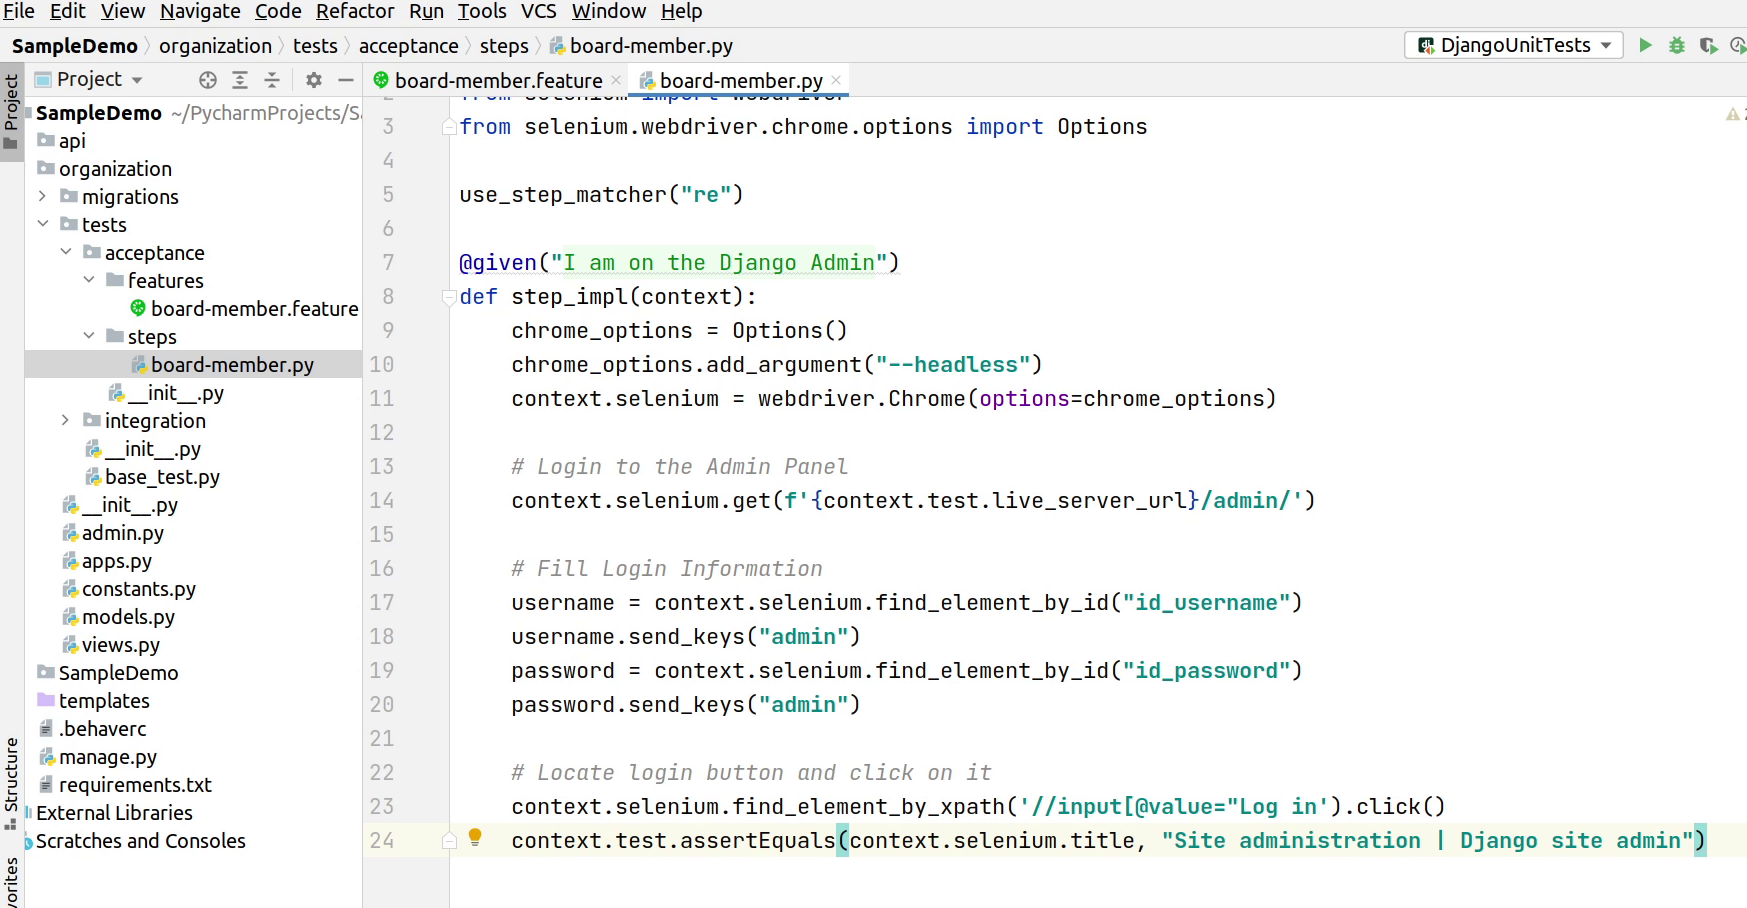 File Edit View Navigate Code Refactor Run Tools VCS Window Help
SampleDemo organization tests acceptance steps board-member.py DjangoUnitTests
Project board-member.feature board-member.py
Project
Structure
SampleDemo ~/PycharmProjects/S
api
organization
migrations
tests
acceptance
features
board-member.feature
steps
board-member.py
__init__.py
integration
__init__.py
base_test.py
__init__.py
admin.py
apps.py
constants.py
models.py
views.py
SampleDemo
templates
.behaverc
manage.py
requirements.txt
External Libraries
Scratches and Consoles
2 from selenium import webdriver
3 from selenium.webdriver.chrome.options import Options
4
5 use_step_matcher("re")
6
7 @given("I am on the Django Admin")
8 def step_impl(context):
9 chrome_options = Options()
10 chrome_options.add_argument("--headless")
11 context.selenium = webdriver.Chrome(options=chrome_options)
12
13 # Login to the Admin Panel
14 context.selenium.get(f'{context.test.live_server_url}/admin/')
15
16 # Fill Login Information
17 username = context.selenium.find_element_by_id("id_username")
18 username.send_keys("admin")
19 password = context.selenium.find_element_by_id("id_password")
20 password.send_keys("admin")
21
22 # Locate login button and click on it
23 context.selenium.find_element_by_xpath('//input[@value="Log in').click()
24 context.test.assertEquals(context.selenium.title, "Site administration | Django site admin")